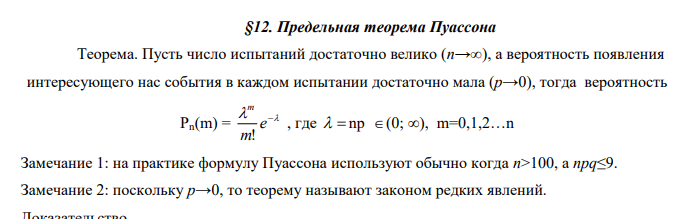 §12. Предельная теорема Пуассона
Теорема. Пусть число испытаний достаточно велико (n→∞), а вероятность появления
интересующего нас события в каждом испытании достаточно мала (p→0), тогда вероятность
Pn(m) = λ^m/m! e^−λ , где λ = np ∈(0; ∞), m=0,1,2…n
Замечание 1: на практике формулу Пуассона используют обычно когда n>100, а npq≤9.
Замечание 2: поскольку p→0, то теорему называют законом редких явлений.
Доказательство